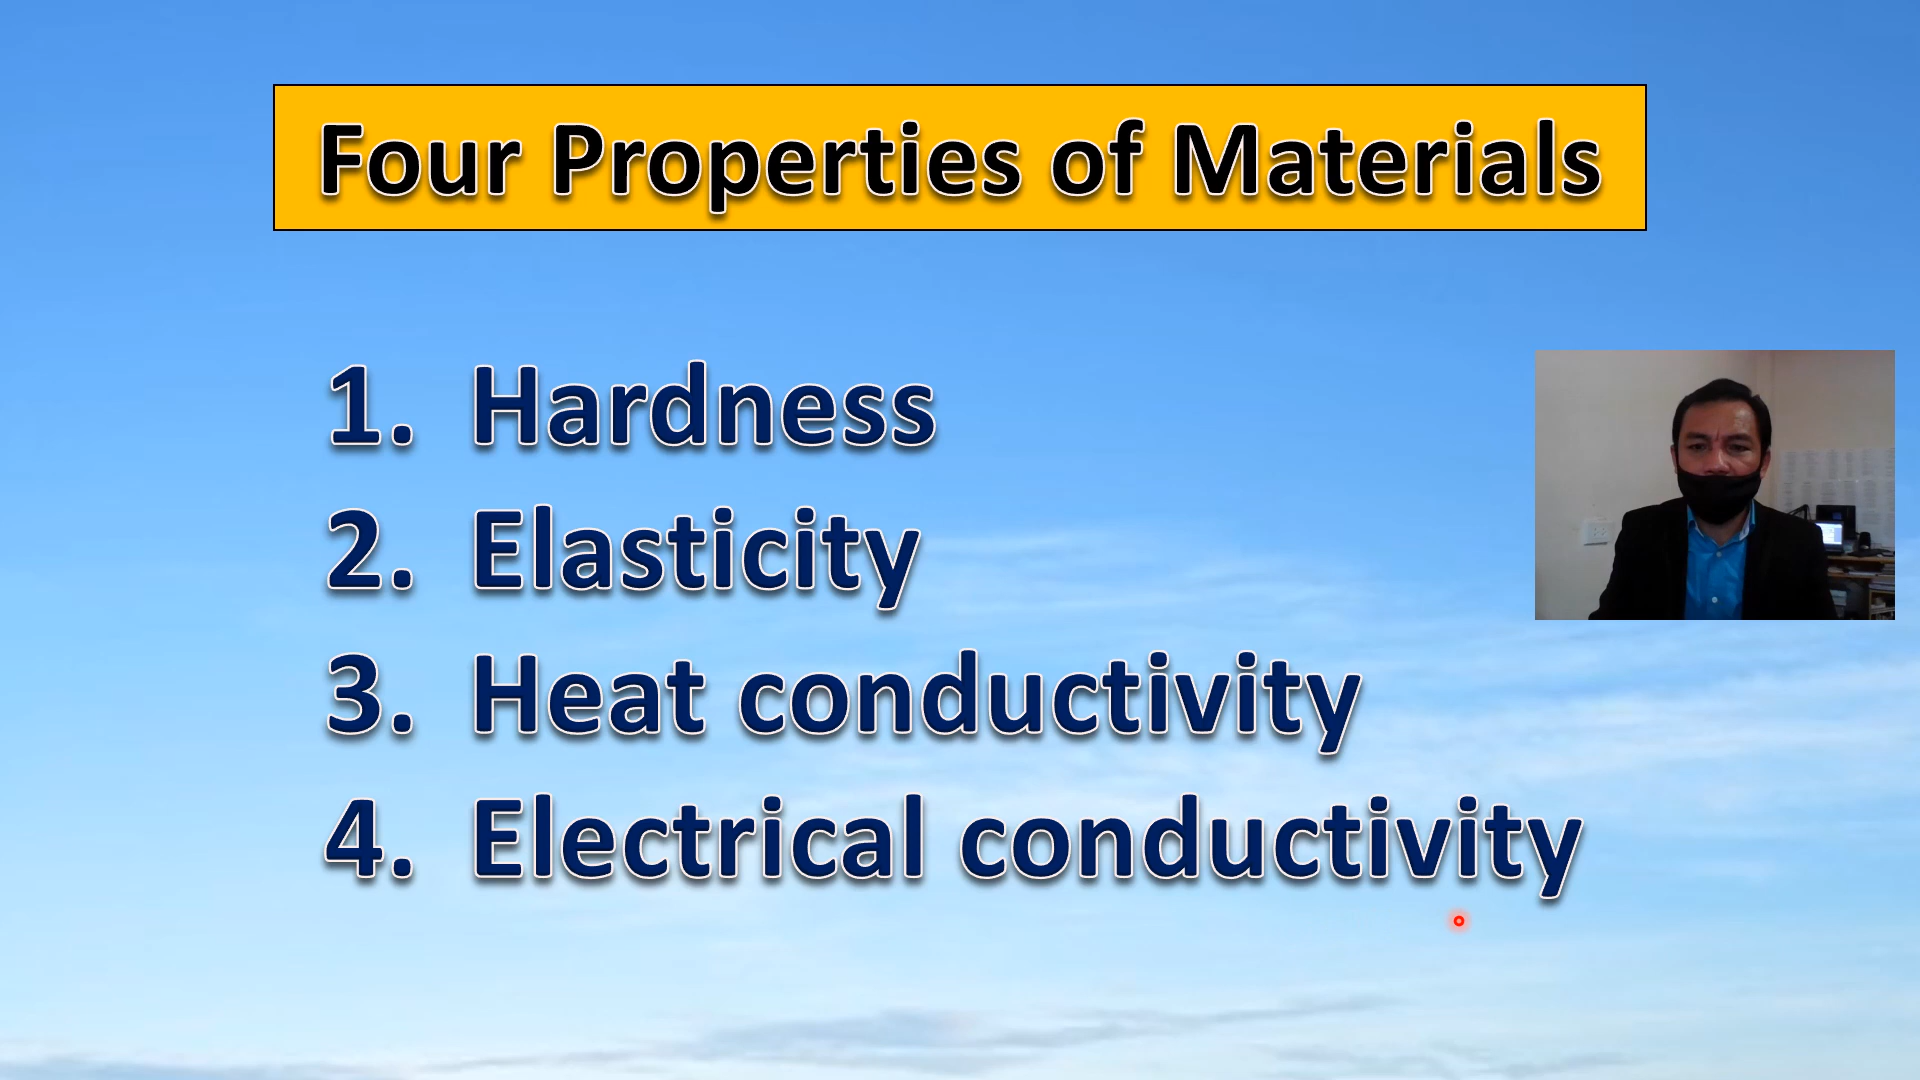 Four Properties of Materials
1. Hardness
2. Elasticity
3. Heat conductivity
4. Electrical conductivity